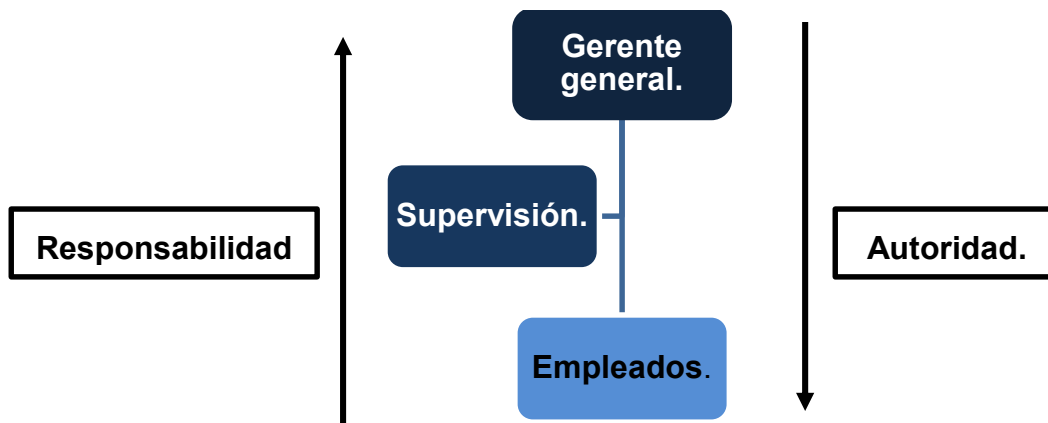 Gerente
general.
Supervisión.
Responsabilidad
Autoridad.
Empleados.